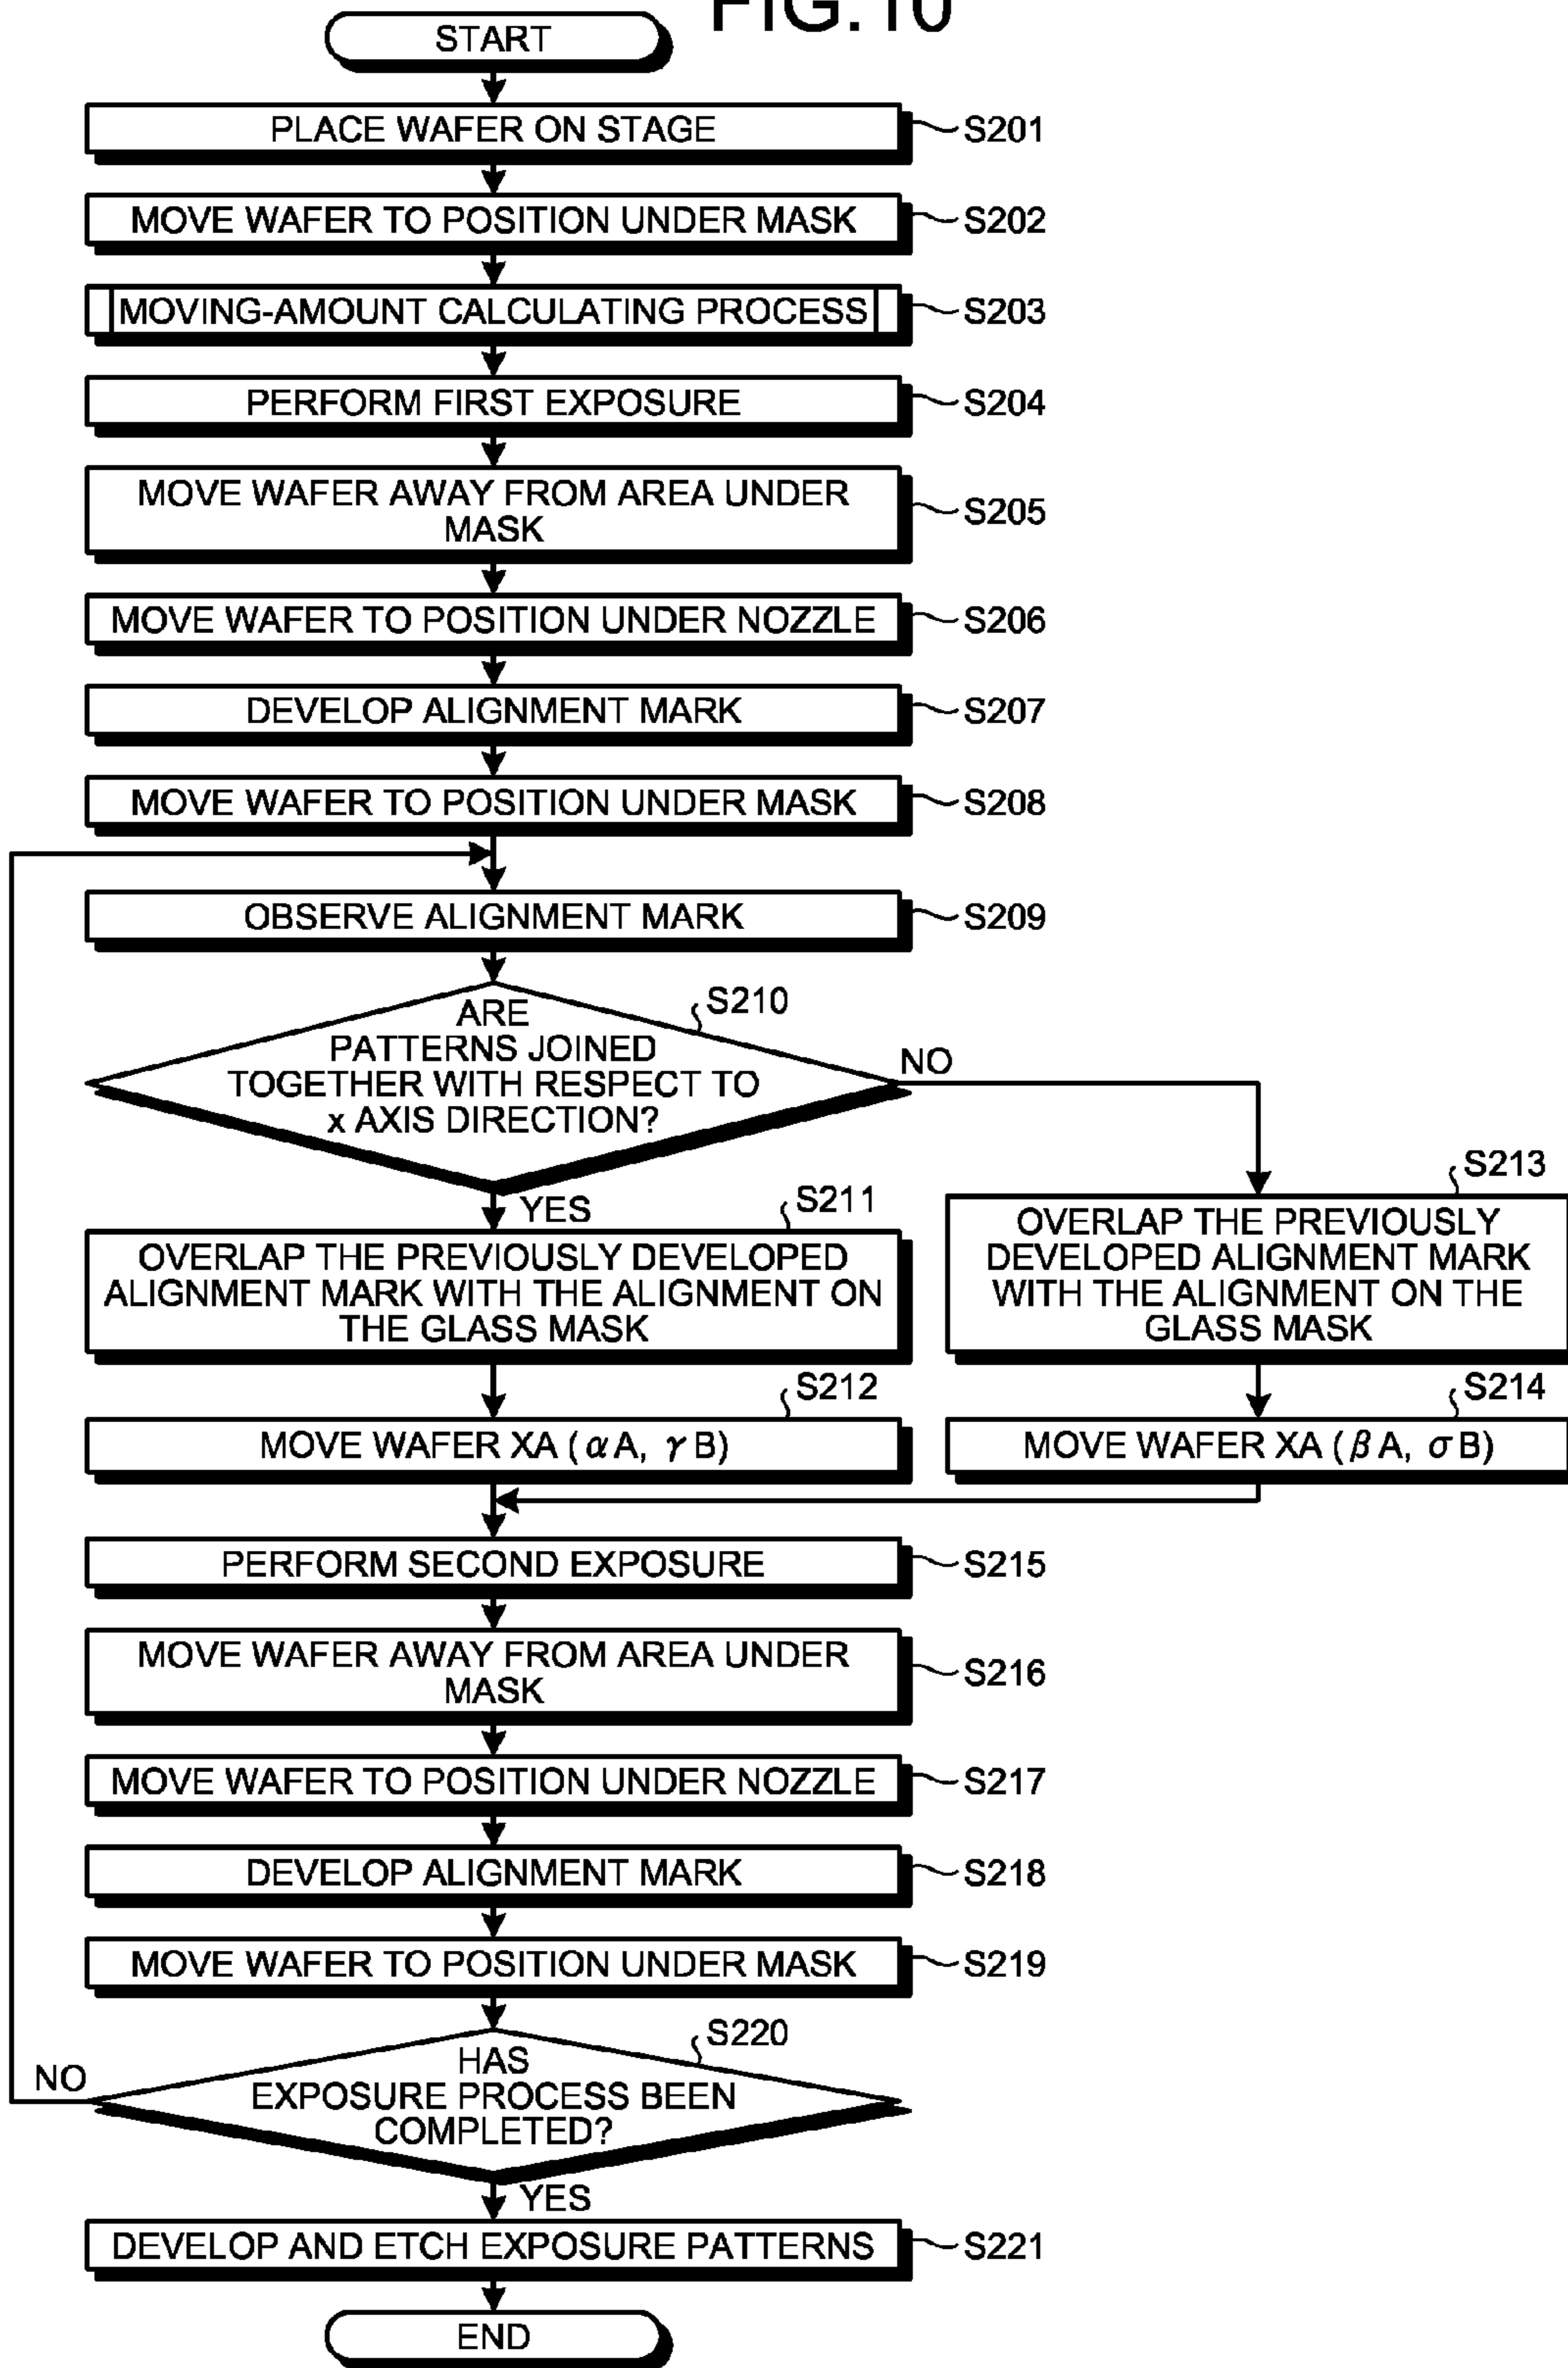 FIG.10
START
PLACE WAFER ON STAGE
S201
MOVE WAFER TO POSITION UNDER MASK
S202
MOVING-AMOUNT CALCULATING PROCESS
S203
PERFORM FIRST EXPOSURE
S204
MOVE WAFER AWAY FROM AREA UNDER
MASK
S205
MOVE WAFER TO POSITION UNDER NOZZLE
S206
DEVELOP ALIGNMENT MARK
S207
MOVE WAFER TO POSITION UNDER MASK
S208
OBSERVE ALIGNMENT MARK
S209
S210
ARE
PATTERNS JOINED
TOGETHER WITH RESPECT TO
x AXIS DIRECTION?
NO
YES
S211
OVERLAP THE PREVIOUSLY DEVELOPED
ALIGNMENT MARK WITH THE ALIGNMENT ON
THE GLASS MASK
S213
OVERLAP THE PREVIOUSLY
DEVELOPED ALIGNMENT MARK
WITH THE ALIGNMENT ON THE
GLASS MASK
S212
MOVE WAFER XA (α A, γ B)
S214
MOVE WAFER XA (β A, σ B)
PERFORM SECOND EXPOSURE
S215
MOVE WAFER AWAY FROM AREA UNDER
MASK
S216
MOVE WAFER TO POSITION UNDER NOZZLE
S217
DEVELOP ALIGNMENT MARK
S218
MOVE WAFER TO POSITION UNDER MASK
S219
S220
HAS
EXPOSURE PROCESS BEEN
COMPLETED?
NO
YES
DEVELOP AND ETCH EXPOSURE PATTERNS
S221
END